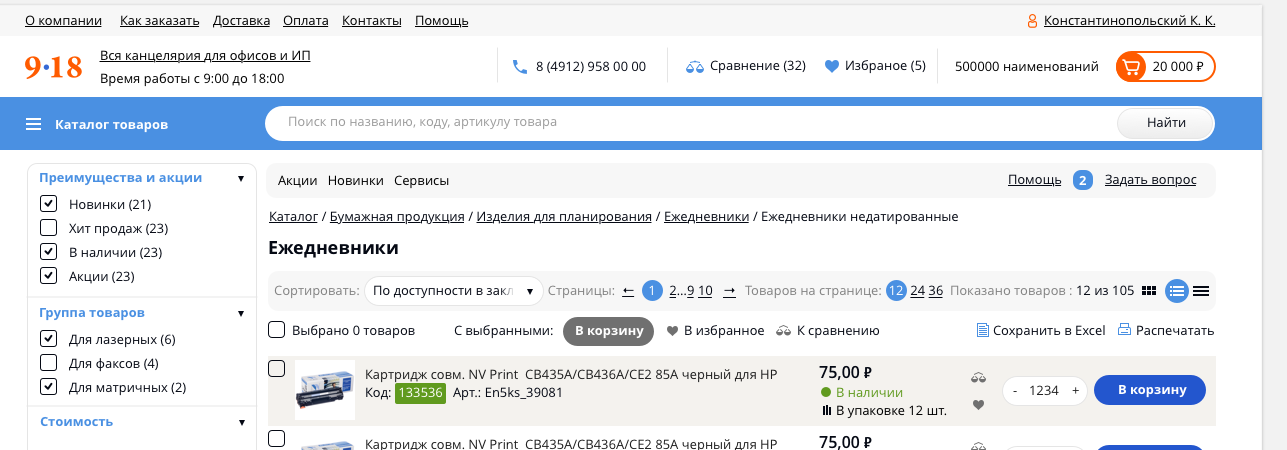 О компании Как заказать Доставка Оплата Контакты Помощь Константинопольский К. К.
9·18 Вся канцелярия для офисов и ИП
Время работы с 9:00 до 18:00
8 (4912) 958 00 00 Сравнение (32) Избраное (5) 500000 наименований 20 000 ₽
Каталог товаров Поиск по названию, коду, артикулу товара Найти
Преимущества и акции
Новинки (21)
Хит продаж (23)
В наличии (23)
Акции (23)
Группа товаров
Для лазерных (6)
Для факсов (4)
Для матричных (2)
Стоимость
Акции Новинки Сервисы Помощь 2 Задать вопрос
Каталог / Бумажная продукция / Изделия для планирования / Ежедневники / Ежедневники недатированные
Ежедневники
Сортировать: По доступности в закл Страницы: ← 1 2...9 10 → Товаров на странице: 12 24 36 Показано товаров : 12 из 105
Выбрано 0 товаров С выбранными: В корзину В избранное К сравнению Сохранить в Excel Распечатать
Картридж совм. NV Print CB435A/CB436A/CE2 85A черный для HP
Код: 133536 Арт.: En5ks_39081
75,00 ₽
В наличии
В упаковке 12 шт.
- 1234 + В корзину
Картридж совм. NV Print CB435A/CB436A/CE2 85A черный для HP
75,00 ₽